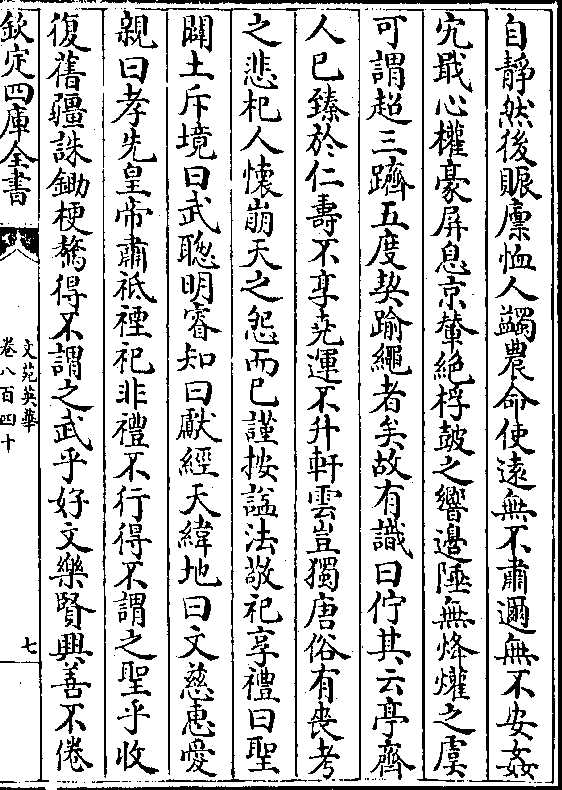 自靜然後賑廩恤人蠲農命使遠無不肅邇無不安姦
宄戢心權豪屏息京輦絶桴鼓之響邊陲無烽爟之虞
可謂超三躋五度契踰繩者矣故有識曰佇其云亭齊
人已臻於仁壽不享堯運不升軒雲豈獨唐俗有喪考
之悲杞人懷崩天之怨而已謹按諡法敬祀享禮曰聖
闢土斥境曰武聰明睿知曰獻經天緯地曰文慈惠愛
親曰孝先皇帝肅祗禋祀非禮不行得不謂之聖乎收
復舊疆誅鋤梗驁得不謂之武乎好文樂賢興善不倦
欽定四庫全書
文苑英華
卷八百四十
七